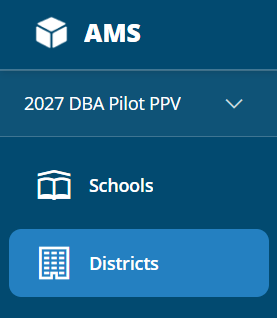 AMS
2027 DBA Pilot PPV
Schools
Districts